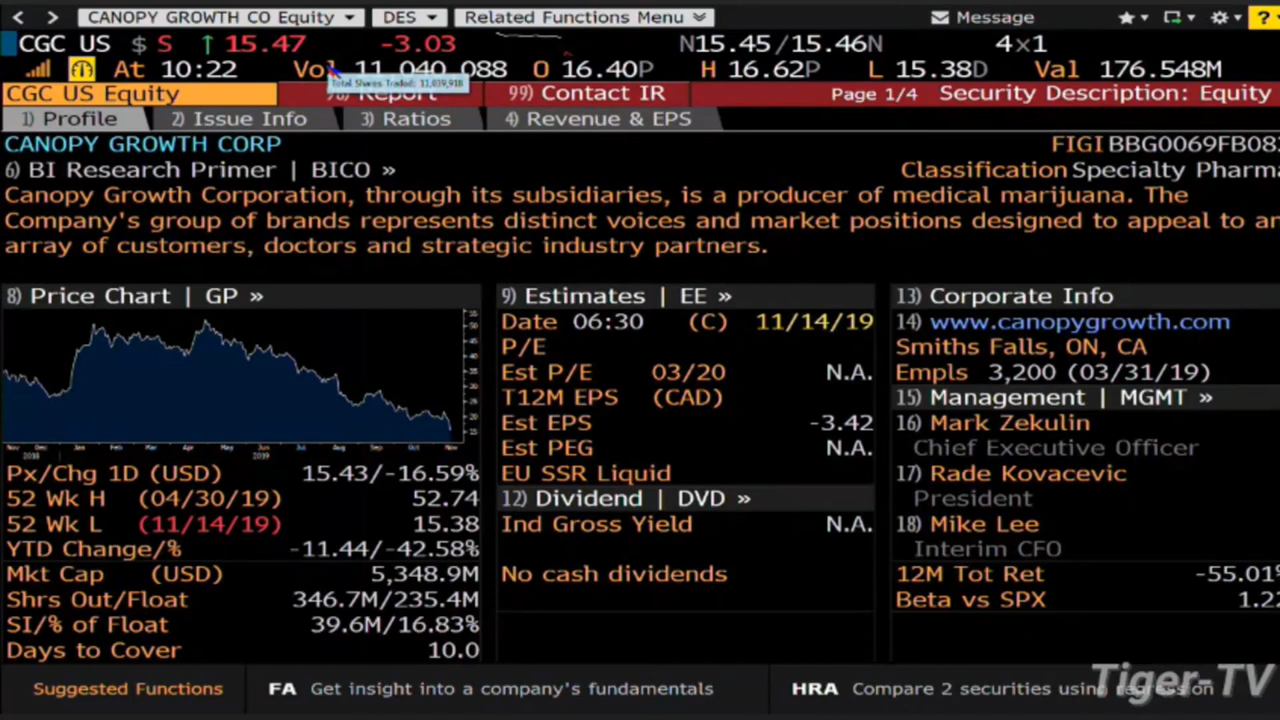 CANOPY GROWTH CO Equity DES Related Functions Menu Message
CGC US $ S ↑ 15.47 -3.03 N15.45/15.46N 4×1
At 10:22 Vol 11,040,088 O 16.40P H 16.62P L 15.38D Val 176.548M
Total Shares Traded: 11,039,918
CGC US Equity Report 99) Contact IR Page 1/4 Security Description: Equity
1) Profile 2) Issue Info 3) Ratios 4) Revenue & EPS
CANOPY GROWTH CORP FIGI BBG0069FB08
6) BI Research Primer | BICO » Classification Specialty Pharma
Canopy Growth Corporation, through its subsidiaries, is a producer of medical marijuana. The
Company's group of brands represents distinct voices and market positions designed to appeal to an
array of customers, doctors and strategic industry partners.
8) Price Chart | GP »
Px/Chg 1D (USD) 15.43/-16.59%
52 Wk H (04/30/19) 52.74
52 Wk L (11/14/19) 15.38
YTD Change/% -11.44/-42.58%
Mkt Cap (USD) 5,348.9M
Shrs Out/Float 346.7M/235.4M
SI/% of Float 39.6M/16.83%
Days to Cover 10.0
9) Estimates | EE »
Date 06:30 (C) 11/14/19
P/E
Est P/E 03/20 N.A.
T12M EPS (CAD)
Est EPS -3.42
Est PEG N.A.
EU SSR Liquid
12) Dividend | DVD »
Ind Gross Yield N.A.
No cash dividends
13) Corporate Info
14) www.canopygrowth.com
Smiths Falls, ON, CA
Empls 3,200 (03/31/19)
15) Management | MGMT »
16) Mark Zekulin
Chief Executive Officer
17) Rade Kovacevic
President
18) Mike Lee
Interim CFO
12M Tot Ret -55.01%
Beta vs SPX 1.2
Suggested Functions FA Get insight into a company's fundamentals HRA Compare 2 securities using regression
Tiger-TV